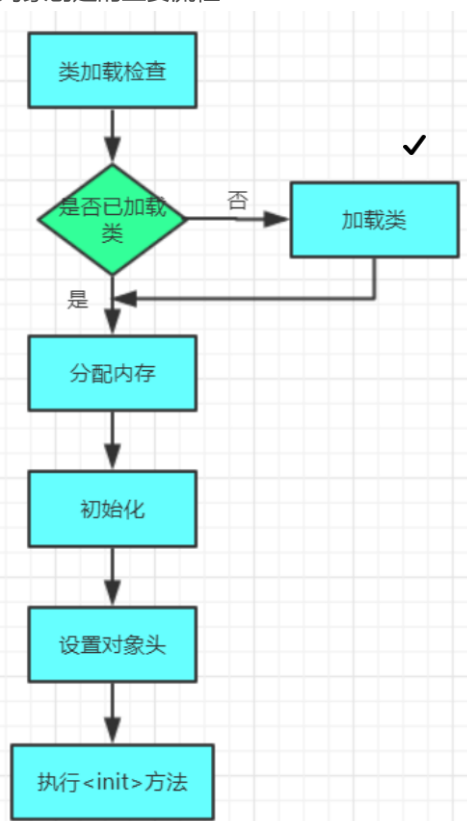 类加载检查
是否已加载
类
否
加载类
是
分配内存
初始化
设置对象头
执行<init>方法